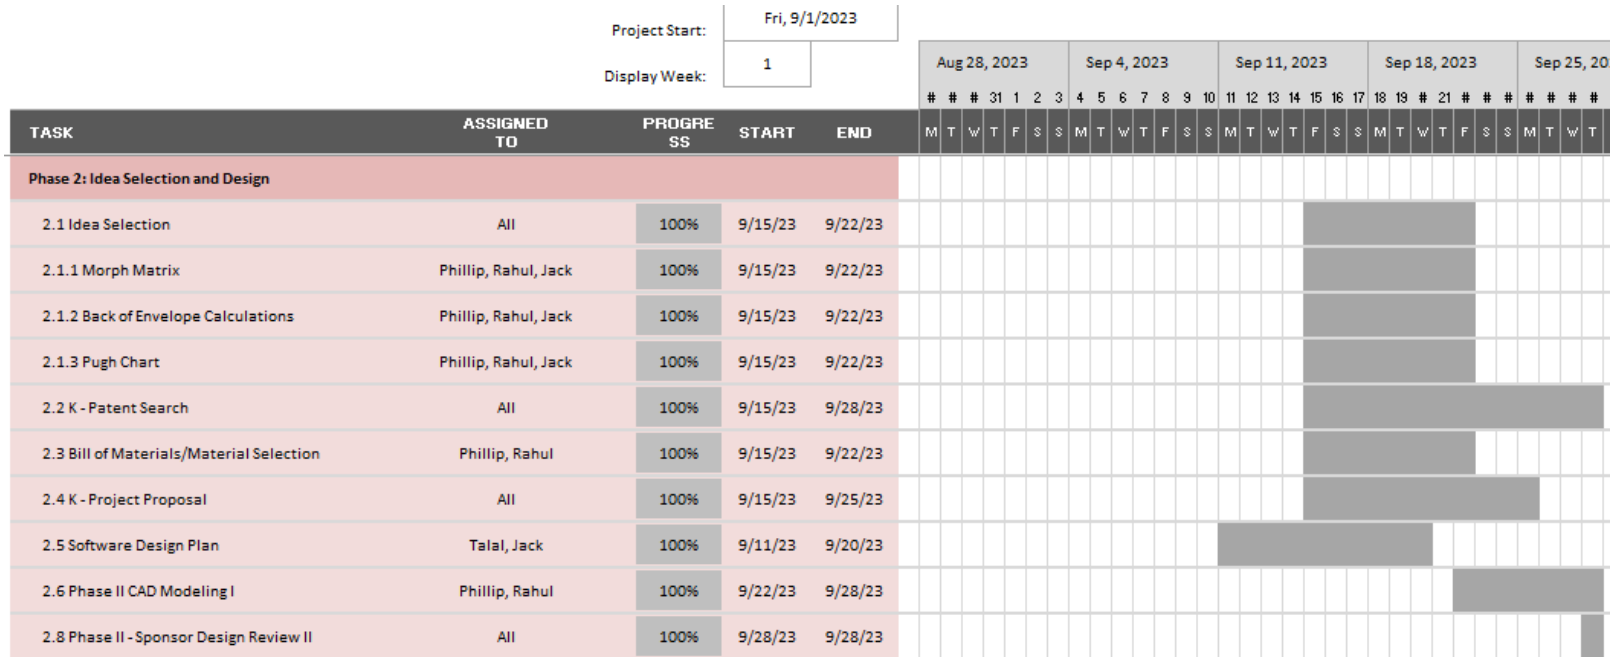 Project Start: Fri, 9/1/2023
Display Week: 1
Aug 28, 2023 Sep 4, 2023 Sep 11, 2023 Sep 18, 2023 Sep 25, 20
# # # 31 1 2 3 4 5 6 7 8 9 10 11 12 13 14 15 16 17 18 19 # 21 # # # # # # #
TASK ASSIGNED TO PROGRESS START END M T W T F S S M T W T F S S M T W T F S S M T W T F S S M T W T
Phase 2: Idea Selection and Design
2.1 Idea Selection All 100% 9/15/23 9/22/23
2.1.1 Morph Matrix Phillip, Rahul, Jack 100% 9/15/23 9/22/23
2.1.2 Back of Envelope Calculations Phillip, Rahul, Jack 100% 9/15/23 9/22/23
2.1.3 Pugh Chart Phillip, Rahul, Jack 100% 9/15/23 9/22/23
2.2 K - Patent Search All 100% 9/15/23 9/28/23
2.3 Bill of Materials/Material Selection Phillip, Rahul 100% 9/15/23 9/22/23
2.4 K - Project Proposal All 100% 9/15/23 9/25/23
2.5 Software Design Plan Talal, Jack 100% 9/11/23 9/20/23
2.6 Phase II CAD Modeling I Phillip, Rahul 100% 9/22/23 9/28/23
2.8 Phase II - Sponsor Design Review II All 100% 9/28/23 9/28/23